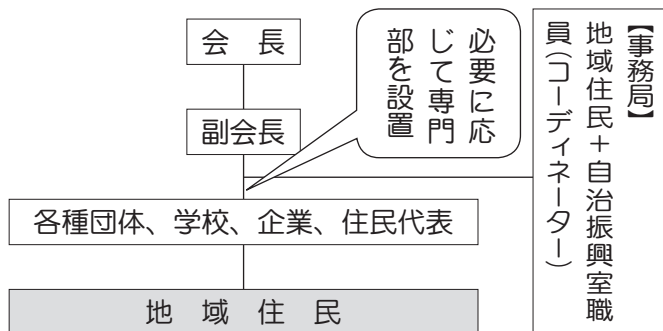 会　長
副会長
必要に応
じて専門
部を設置
各種団体、学校、企業、住民代表
地　域　住　民
【事務局】
地域住民＋自治振興室職
員（コーディネーター）